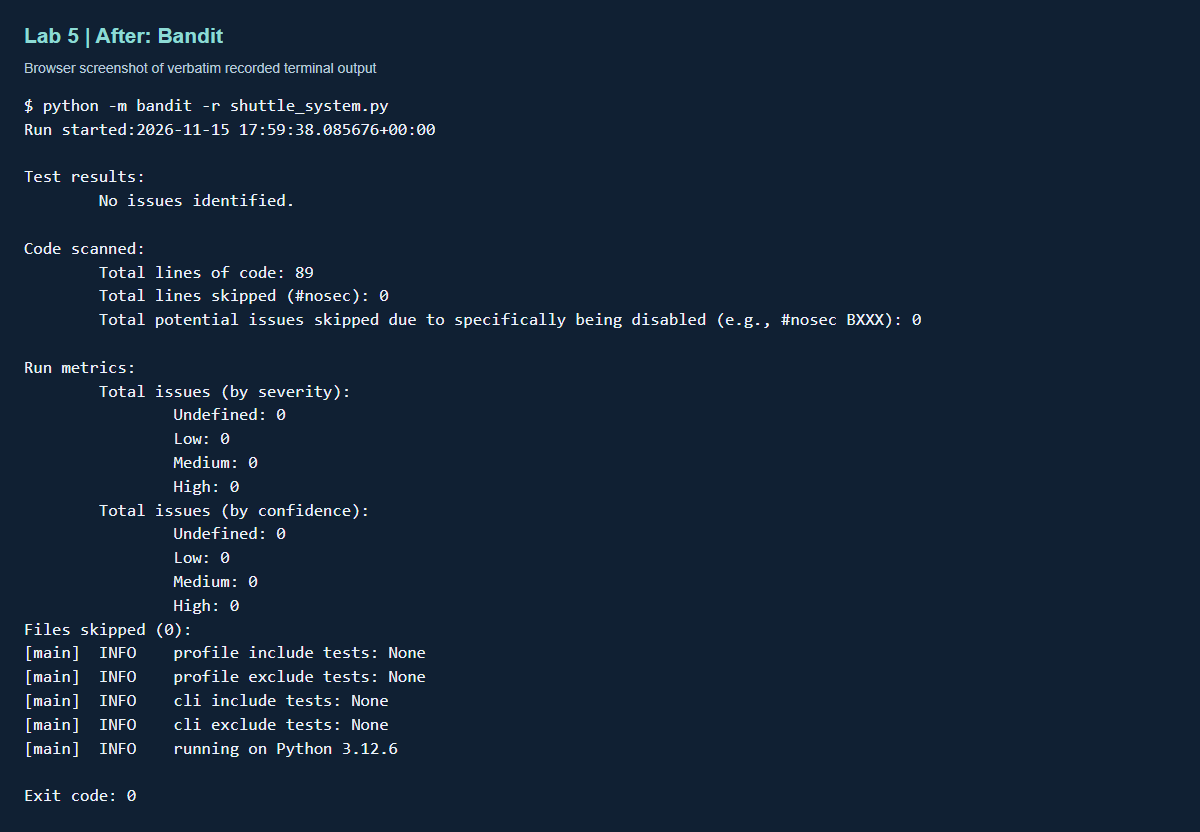 Lab 5 | After: Bandit
Browser screenshot of verbatim recorded terminal output
$ python -m bandit -r shuttle_system.py
Run started:2026-11-15 17:59:38.085676+00:00
Test results:
No issues identified.
Code scanned:
Total lines of code: 89
Total lines skipped (#nosec): 0
Total potential issues skipped due to specifically being disabled (e.g., #nosec BXXX): 0
Run metrics:
Total issues (by severity):
Undefined: 0
Low: 0
Medium: 0
High: 0
Total issues (by confidence):
Undefined: 0
Low: 0
Medium: 0
High: 0
Files skipped (0):
[main]  INFO    profile include tests: None
[main]  INFO    profile exclude tests: None
[main]  INFO    cli include tests: None
[main]  INFO    cli exclude tests: None
[main]  INFO    running on Python 3.12.6
Exit code: 0